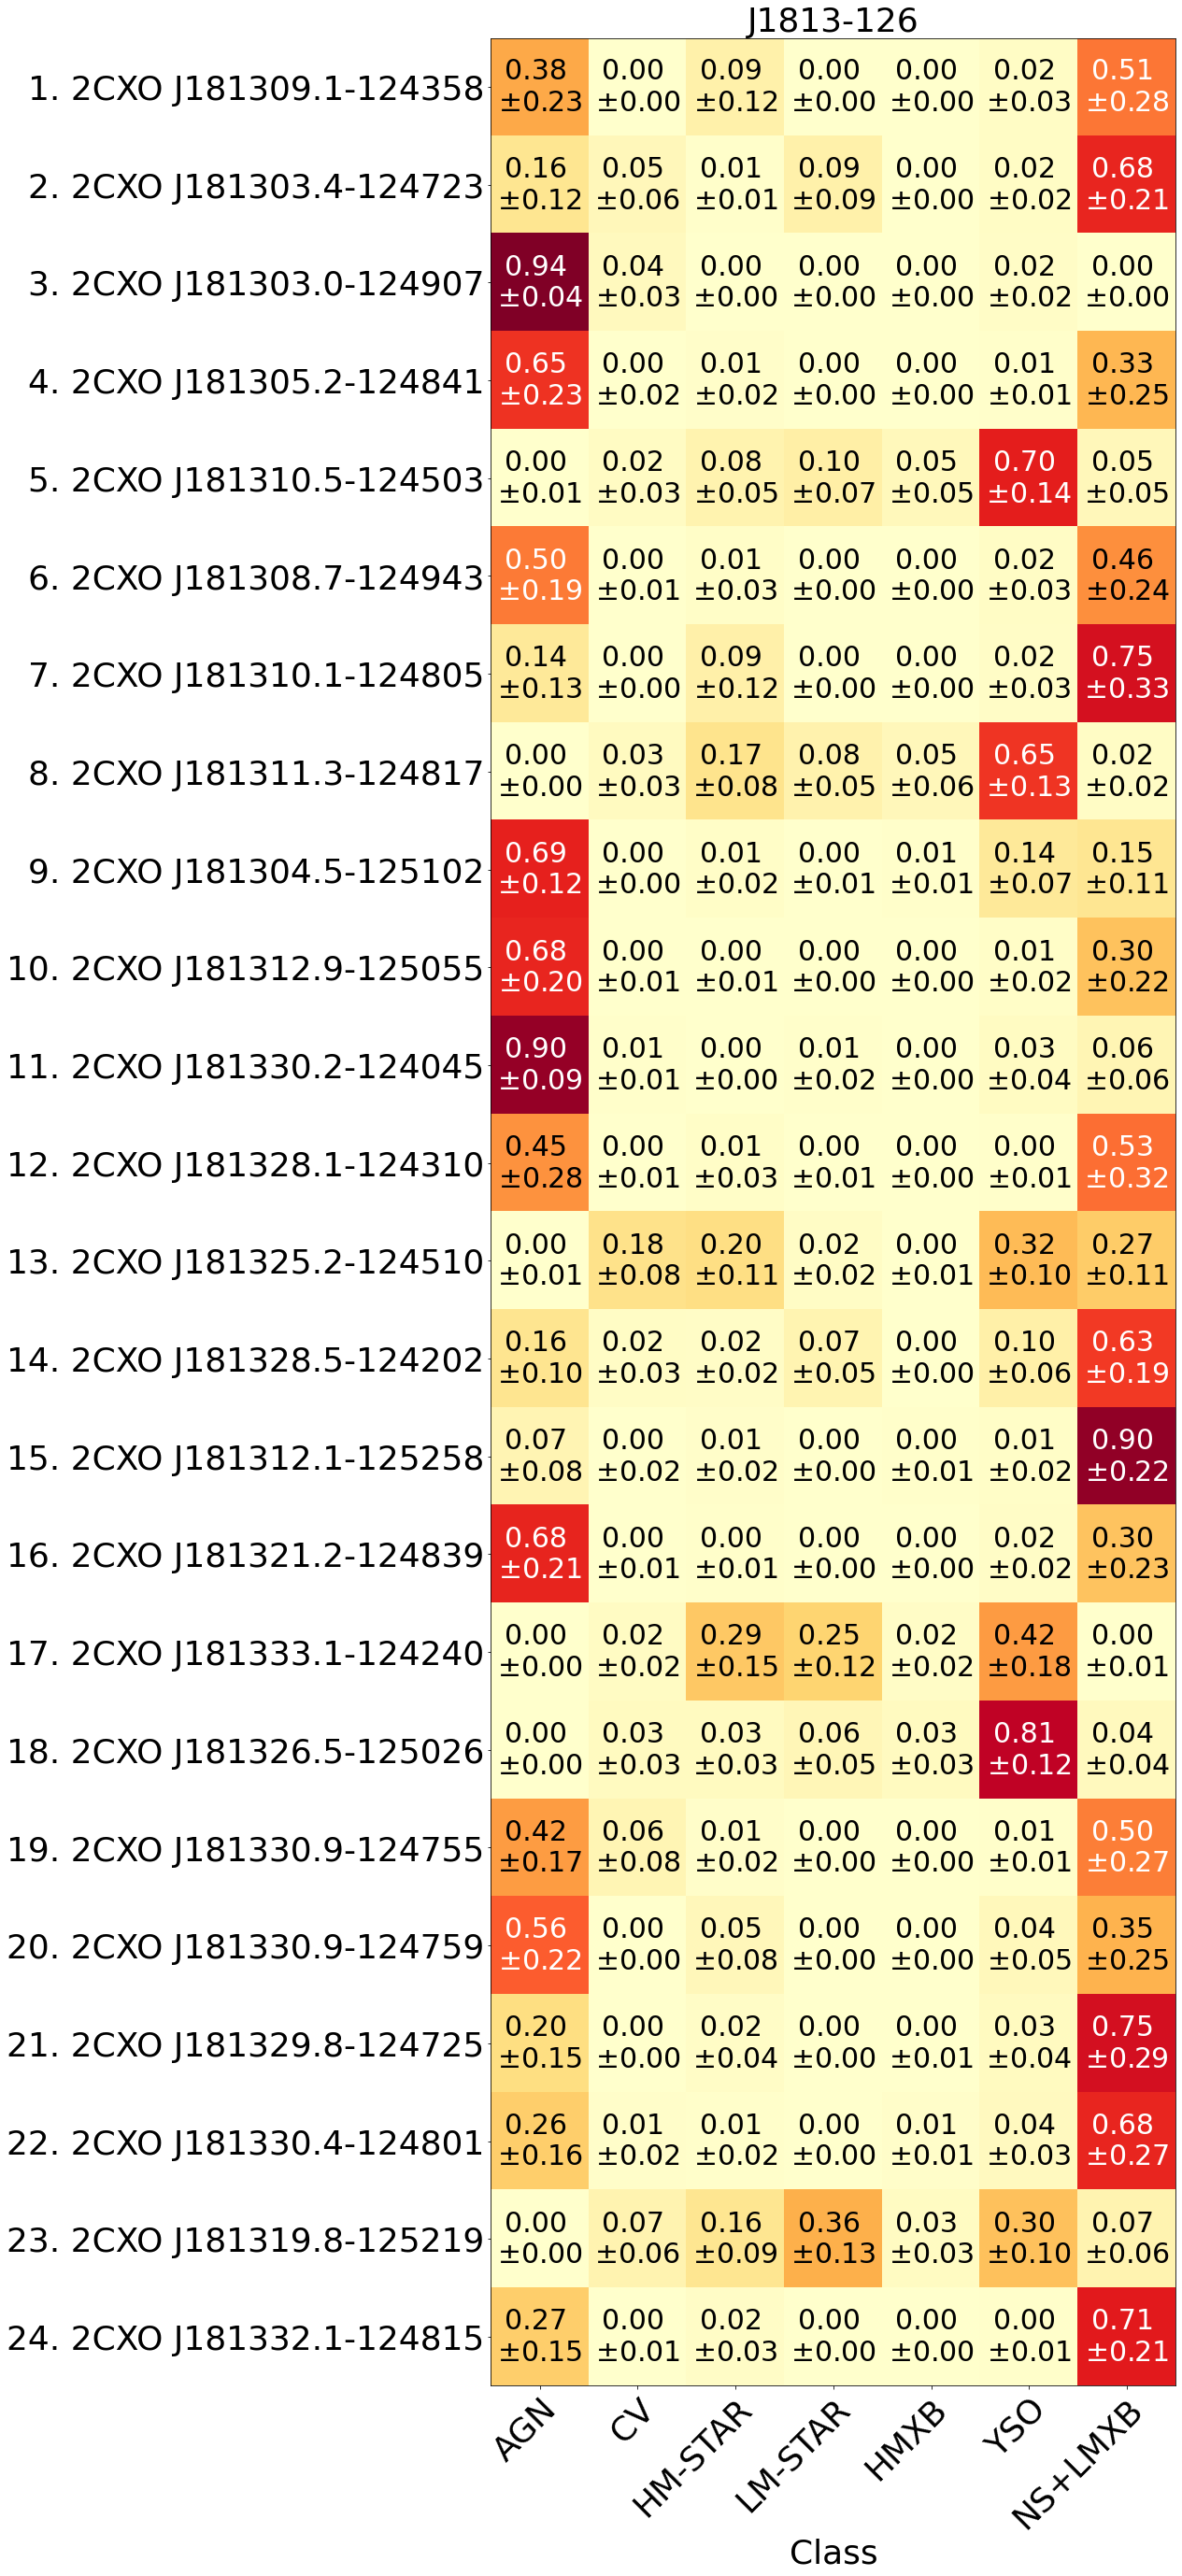 J1813-126
1. 2CXO J181309.1-124358 0.38 0.00 0.09 0.00 0.00 0.02 0.51
±0.23 ±0.00 ±0.12 ±0.00 ±0.00 ±0.03 ±0.28
2. 2CXO J181303.4-124723 0.16 0.05 0.01 0.09 0.00 0.02 0.68
±0.12 ±0.06 ±0.01 ±0.09 ±0.00 ±0.02 ±0.21
3. 2CXO J181303.0-124907 0.94 0.04 0.00 0.00 0.00 0.02 0.00
±0.04 ±0.03 ±0.00 ±0.00 ±0.00 ±0.02 ±0.00
4. 2CXO J181305.2-124841 0.65 0.00 0.01 0.00 0.00 0.01 0.33
±0.23 ±0.02 ±0.02 ±0.00 ±0.00 ±0.01 ±0.25
5. 2CXO J181310.5-124503 0.00 0.02 0.08 0.10 0.05 0.70 0.05
±0.01 ±0.03 ±0.05 ±0.07 ±0.05 ±0.14 ±0.05
6. 2CXO J181308.7-124943 0.50 0.00 0.01 0.00 0.00 0.02 0.46
±0.19 ±0.01 ±0.03 ±0.00 ±0.00 ±0.03 ±0.24
7. 2CXO J181310.1-124805 0.14 0.00 0.09 0.00 0.00 0.02 0.75
±0.13 ±0.00 ±0.12 ±0.00 ±0.00 ±0.03 ±0.33
8. 2CXO J181311.3-124817 0.00 0.03 0.17 0.08 0.05 0.65 0.02
±0.00 ±0.03 ±0.08 ±0.05 ±0.06 ±0.13 ±0.02
9. 2CXO J181304.5-125102 0.69 0.00 0.01 0.00 0.01 0.14 0.15
±0.12 ±0.00 ±0.02 ±0.01 ±0.01 ±0.07 ±0.11
10. 2CXO J181312.9-125055 0.68 0.00 0.00 0.00 0.00 0.01 0.30
±0.20 ±0.01 ±0.01 ±0.00 ±0.00 ±0.02 ±0.22
11. 2CXO J181330.2-124045 0.90 0.01 0.00 0.01 0.00 0.03 0.06
±0.09 ±0.01 ±0.00 ±0.02 ±0.00 ±0.04 ±0.06
12. 2CXO J181328.1-124310 0.45 0.00 0.01 0.00 0.00 0.00 0.53
±0.28 ±0.01 ±0.03 ±0.01 ±0.00 ±0.01 ±0.32
13. 2CXO J181325.2-124510 0.00 0.18 0.20 0.02 0.00 0.32 0.27
±0.01 ±0.08 ±0.11 ±0.02 ±0.01 ±0.10 ±0.11
14. 2CXO J181328.5-124202 0.16 0.02 0.02 0.07 0.00 0.10 0.63
±0.10 ±0.03 ±0.02 ±0.05 ±0.00 ±0.06 ±0.19
15. 2CXO J181312.1-125258 0.07 0.00 0.01 0.00 0.00 0.01 0.90
±0.08 ±0.02 ±0.02 ±0.00 ±0.01 ±0.02 ±0.22
16. 2CXO J181321.2-124839 0.68 0.00 0.00 0.00 0.00 0.02 0.30
±0.21 ±0.01 ±0.01 ±0.00 ±0.00 ±0.02 ±0.23
17. 2CXO J181333.1-124240 0.00 0.02 0.29 0.25 0.02 0.42 0.00
±0.00 ±0.02 ±0.15 ±0.12 ±0.02 ±0.18 ±0.01
18. 2CXO J181326.5-125026 0.00 0.03 0.03 0.06 0.03 0.81 0.04
±0.00 ±0.03 ±0.03 ±0.05 ±0.03 ±0.12 ±0.04
19. 2CXO J181330.9-124755 0.42 0.06 0.01 0.00 0.00 0.01 0.50
±0.17 ±0.08 ±0.02 ±0.00 ±0.00 ±0.01 ±0.27
20. 2CXO J181330.9-124759 0.56 0.00 0.05 0.00 0.00 0.04 0.35
±0.22 ±0.00 ±0.08 ±0.00 ±0.00 ±0.05 ±0.25
21. 2CXO J181329.8-124725 0.20 0.00 0.02 0.00 0.00 0.03 0.75
±0.15 ±0.00 ±0.04 ±0.00 ±0.01 ±0.04 ±0.29
22. 2CXO J181330.4-124801 0.26 0.01 0.01 0.00 0.01 0.04 0.68
±0.16 ±0.02 ±0.02 ±0.00 ±0.01 ±0.03 ±0.27
23. 2CXO J181319.8-125219 0.00 0.07 0.16 0.36 0.03 0.30 0.07
±0.00 ±0.06 ±0.09 ±0.13 ±0.03 ±0.10 ±0.06
24. 2CXO J181332.1-124815 0.27 0.00 0.02 0.00 0.00 0.00 0.71
±0.15 ±0.01 ±0.03 ±0.00 ±0.00 ±0.01 ±0.21
AGN CV HM-STAR LM-STAR HMXB YSO NS+LMXB
Class